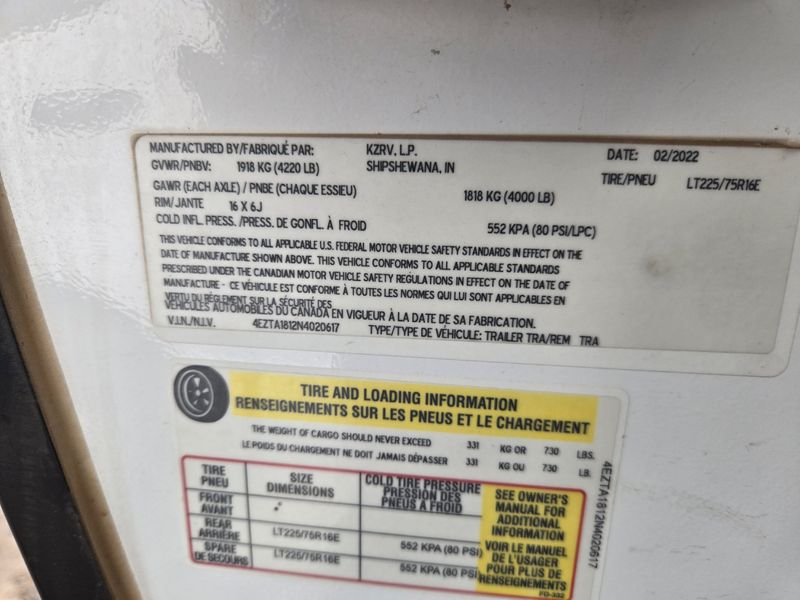 MANUFACTURED BY/FABRIQUÉ PAR: KZRV, L.P. DATE: 02/2022
GVWR/PNBV: 1918 KG (4220 LB) SHIPSHEWANA, IN TIRE/PNEU LT225/75R16E
GAWR (EACH AXLE) / PNBE (CHAQUE ESSIEU) 1818 KG (4000 LB)
RIM/JANTE 16 X 6J
COLD INFL. PRESS. /PRESS. DE GONFL. À FROID 552 KPA (80 PSI/LPC)
THIS VEHICLE CONFORMS TO ALL APPLICABLE U.S. FEDERAL MOTOR VEHICLE SAFETY STANDARDS IN EFFECT ON THE
DATE OF MANUFACTURE SHOWN ABOVE. THIS VEHICLE CONFORMS TO ALL APPLICABLE STANDARDS
PRESCRIBED UNDER THE CANADIAN MOTOR VEHICLE SAFETY REGULATIONS IN EFFECT ON THE DATE OF
MANUFACTURE - CE VÉHICULE EST CONFORME À TOUTES LES NORMES QUI LUI SONT APPLICABLES EN
VERTU DU RÈGLEMENT SUR LA SÉCURITÉ DES
VÉHICULES AUTOMOBILES DU CANADA EN VIGUEUR À LA DATE DE SA FABRICATION.
V.I.N./N.I.V. 4EZTA1812N4020617 TYPE/TYPE DE VÉHICULE: TRAILER TRA/REM TRA
TIRE AND LOADING INFORMATION
RENSEIGNEMENTS SUR LES PNEUS ET LE CHARGEMENT
THE WEIGHT OF CARGO SHOULD NEVER EXCEED 331 KG OR 730 LBS.
LE POIDS DU CHARGEMENT NE DOIT JAMAIS DÉPASSER 331 KG OU 730 LB.
TIRE
PNEU
SIZE
DIMENSIONS
COLD TIRE PRESSURE
PRESSION DES
PNEUS A FROID
FRONT
AVANT
REAR
ARRIÈRE
LT225/75R16E
552 KPA (80 PSI)
SPARE
DE SECOURS
LT225/75R16E
552 KPA (80 PSI)
SEE OWNER'S
MANUAL FOR
ADDITIONAL
INFORMATION
VOIR LE MANUEL
DE L'USAGER
POUR PLUS DE
RENSEIGNEMENTS
FD-332
4EZTA1812N4020617